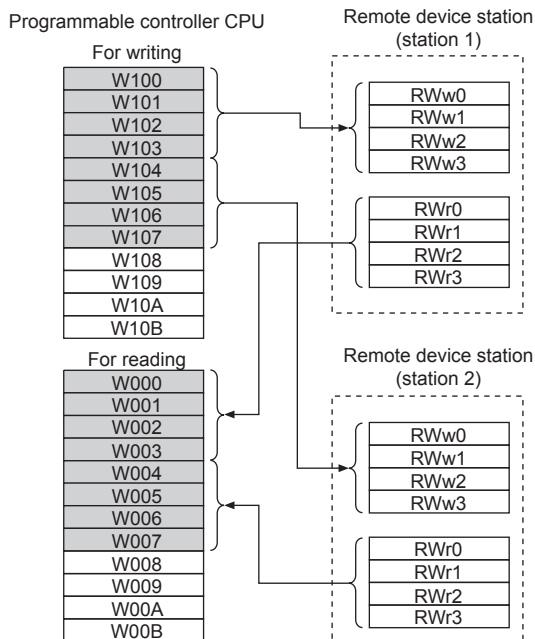 Programmable controller CPU
For writing
W100
W101
W102
W103
W104
W105
W106
W107
W108
W109
W10A
W10B
For reading
W000
W001
W002
W003
W004
W005
W006
W007
W008
W009
W00A
W00B
Remote device station
(station 1)
RWw0
RWw1
RWw2
RWw3
RWr0
RWr1
RWr2
RWr3
Remote device station
(station 2)
RWw0
RWw1
RWw2
RWw3
RWr0
RWr1
RWr2
RWr3